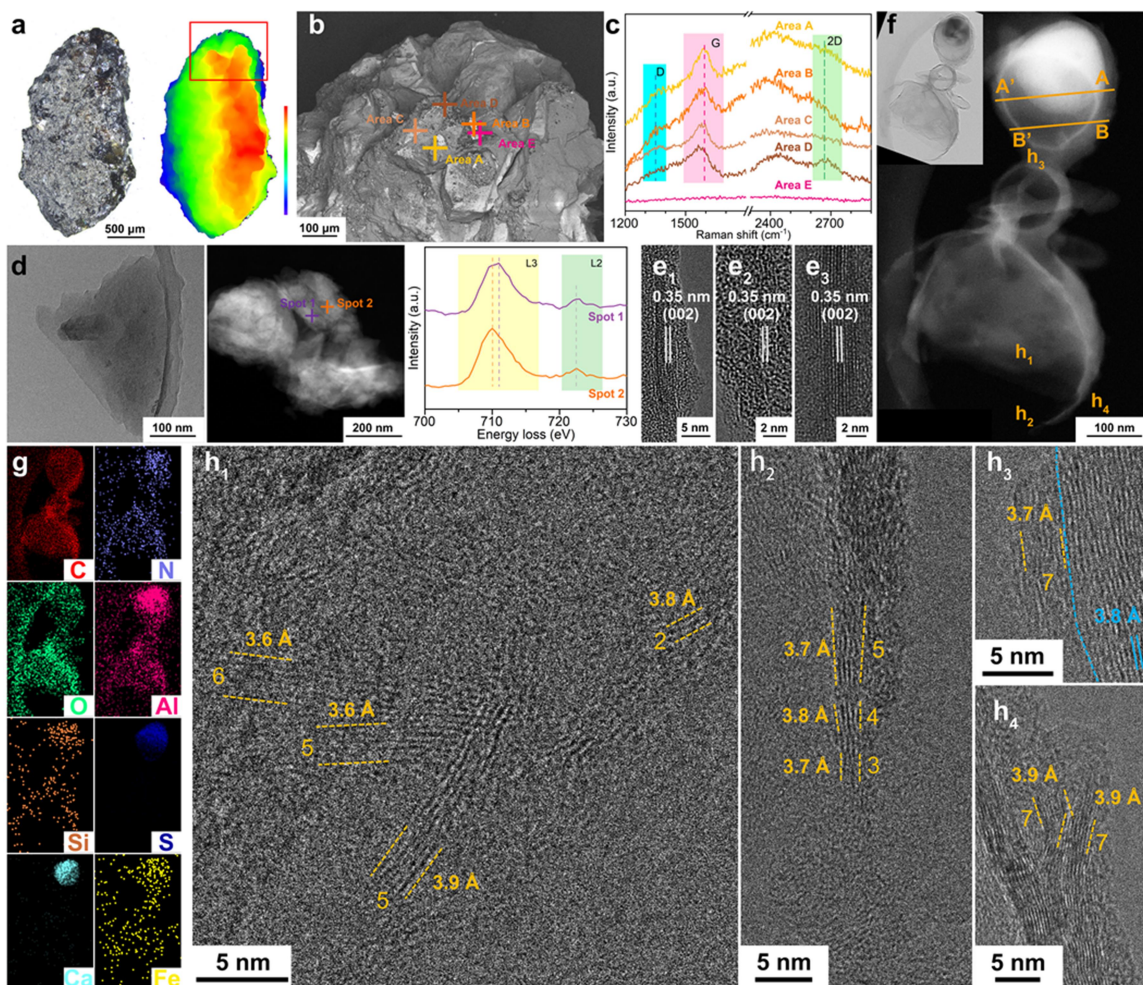 a
500 μm
b
Area D
Area C
Area B
Area E
Area A
100 μm
c
Intensity (a.u.)
D
G
2D
Area A
Area B
Area C
Area D
Area E
1200 1500 2400 2700
Raman shift (cm⁻¹)
d
100 nm
Spot 1
Spot 2
200 nm
Intensity (a.u.)
L3
L2
Spot 1
Spot 2
700 710 720 730
Energy loss (eV)
e₁
0.35 nm
(002)
5 nm
e₂
0.35 nm
(002)
2 nm
e₃
0.35 nm
(002)
2 nm
f
A' A
B' B
h₃
h₁
h₂
h₄
100 nm
g
C
N
O
Al
Si
S
Ca
Fe
h₁
3.8 Å
2
3.6 Å
6
3.6 Å
5
3.9 Å
5
5 nm
h₂
3.7 Å
5
3.8 Å
4
3.7 Å
3
5 nm
h₃
3.7 Å
7
3.8 Å
5 nm
h₄
3.9 Å
7
3.9 Å
7
5 nm